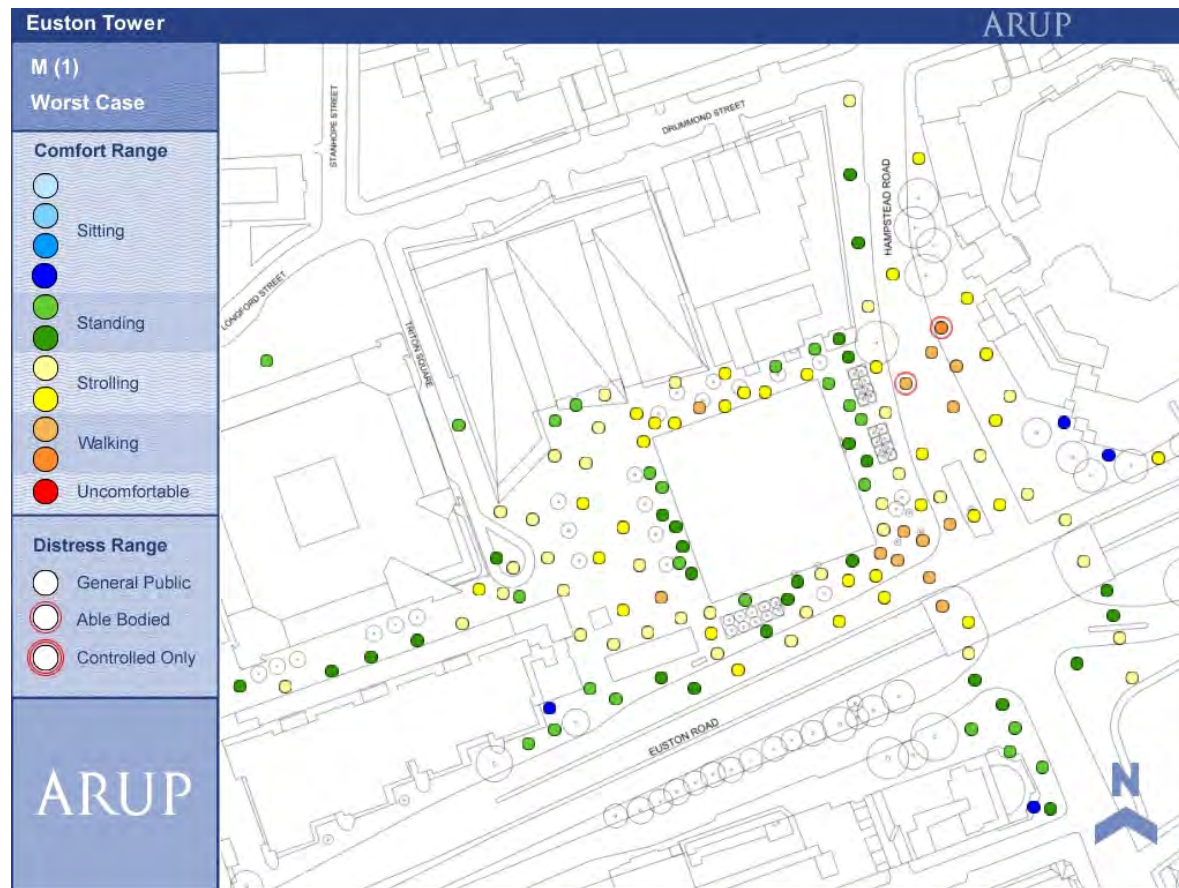 Euston Tower
ARUP
M (1)
Worst Case
Comfort Range
Sitting
Standing
Strolling
Walking
Uncomfortable
Distress Range
General Public
Able Bodied
Controlled Only
ARUP
STANHOPE STREET
DRUMMOND STREET
HAMPSTEAD ROAD
LONGFORD STREET
TRITON SQUARE
EUSTON ROAD
N